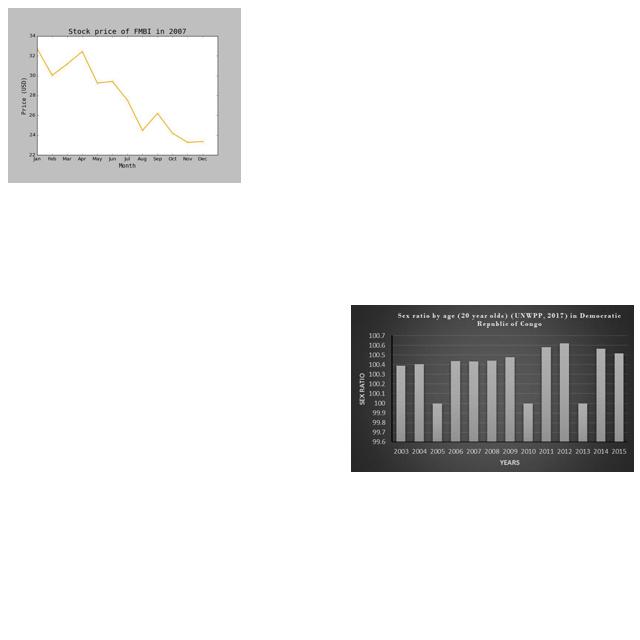 Stock price of FMBI in 2007
34
32
30
28
26
24
22
Price (USD)
Jan Feb Mar Apr May Jun Jul Aug Sep Oct Nov Dec
Month
Sex ratio by age (20 year olds) (UNWPP, 2017) in Democratic
Republic of Congo
100.7
100.6
100.5
100.4
100.3
100.2
100.1
100
99.9
99.8
99.7
99.6
SEX RATIO
2003 2004 2005 2006 2007 2008 2009 2010 2011 2012 2013 2014 2015
YEARS